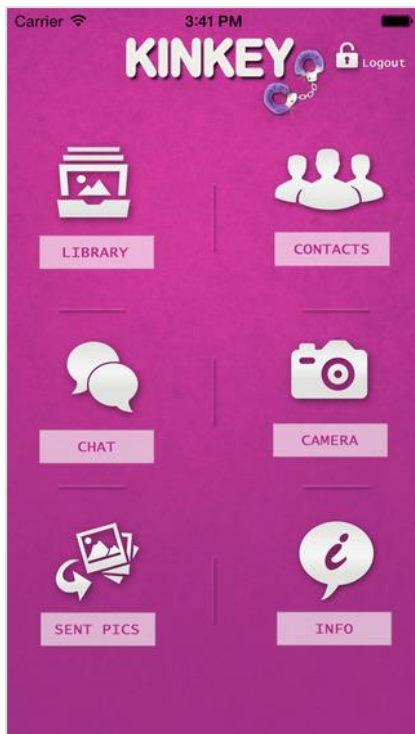 Carrier 3:41 PM
KINKEY
Logout
LIBRARY CONTACTS
CHAT CAMERA
SENT PICS INFO